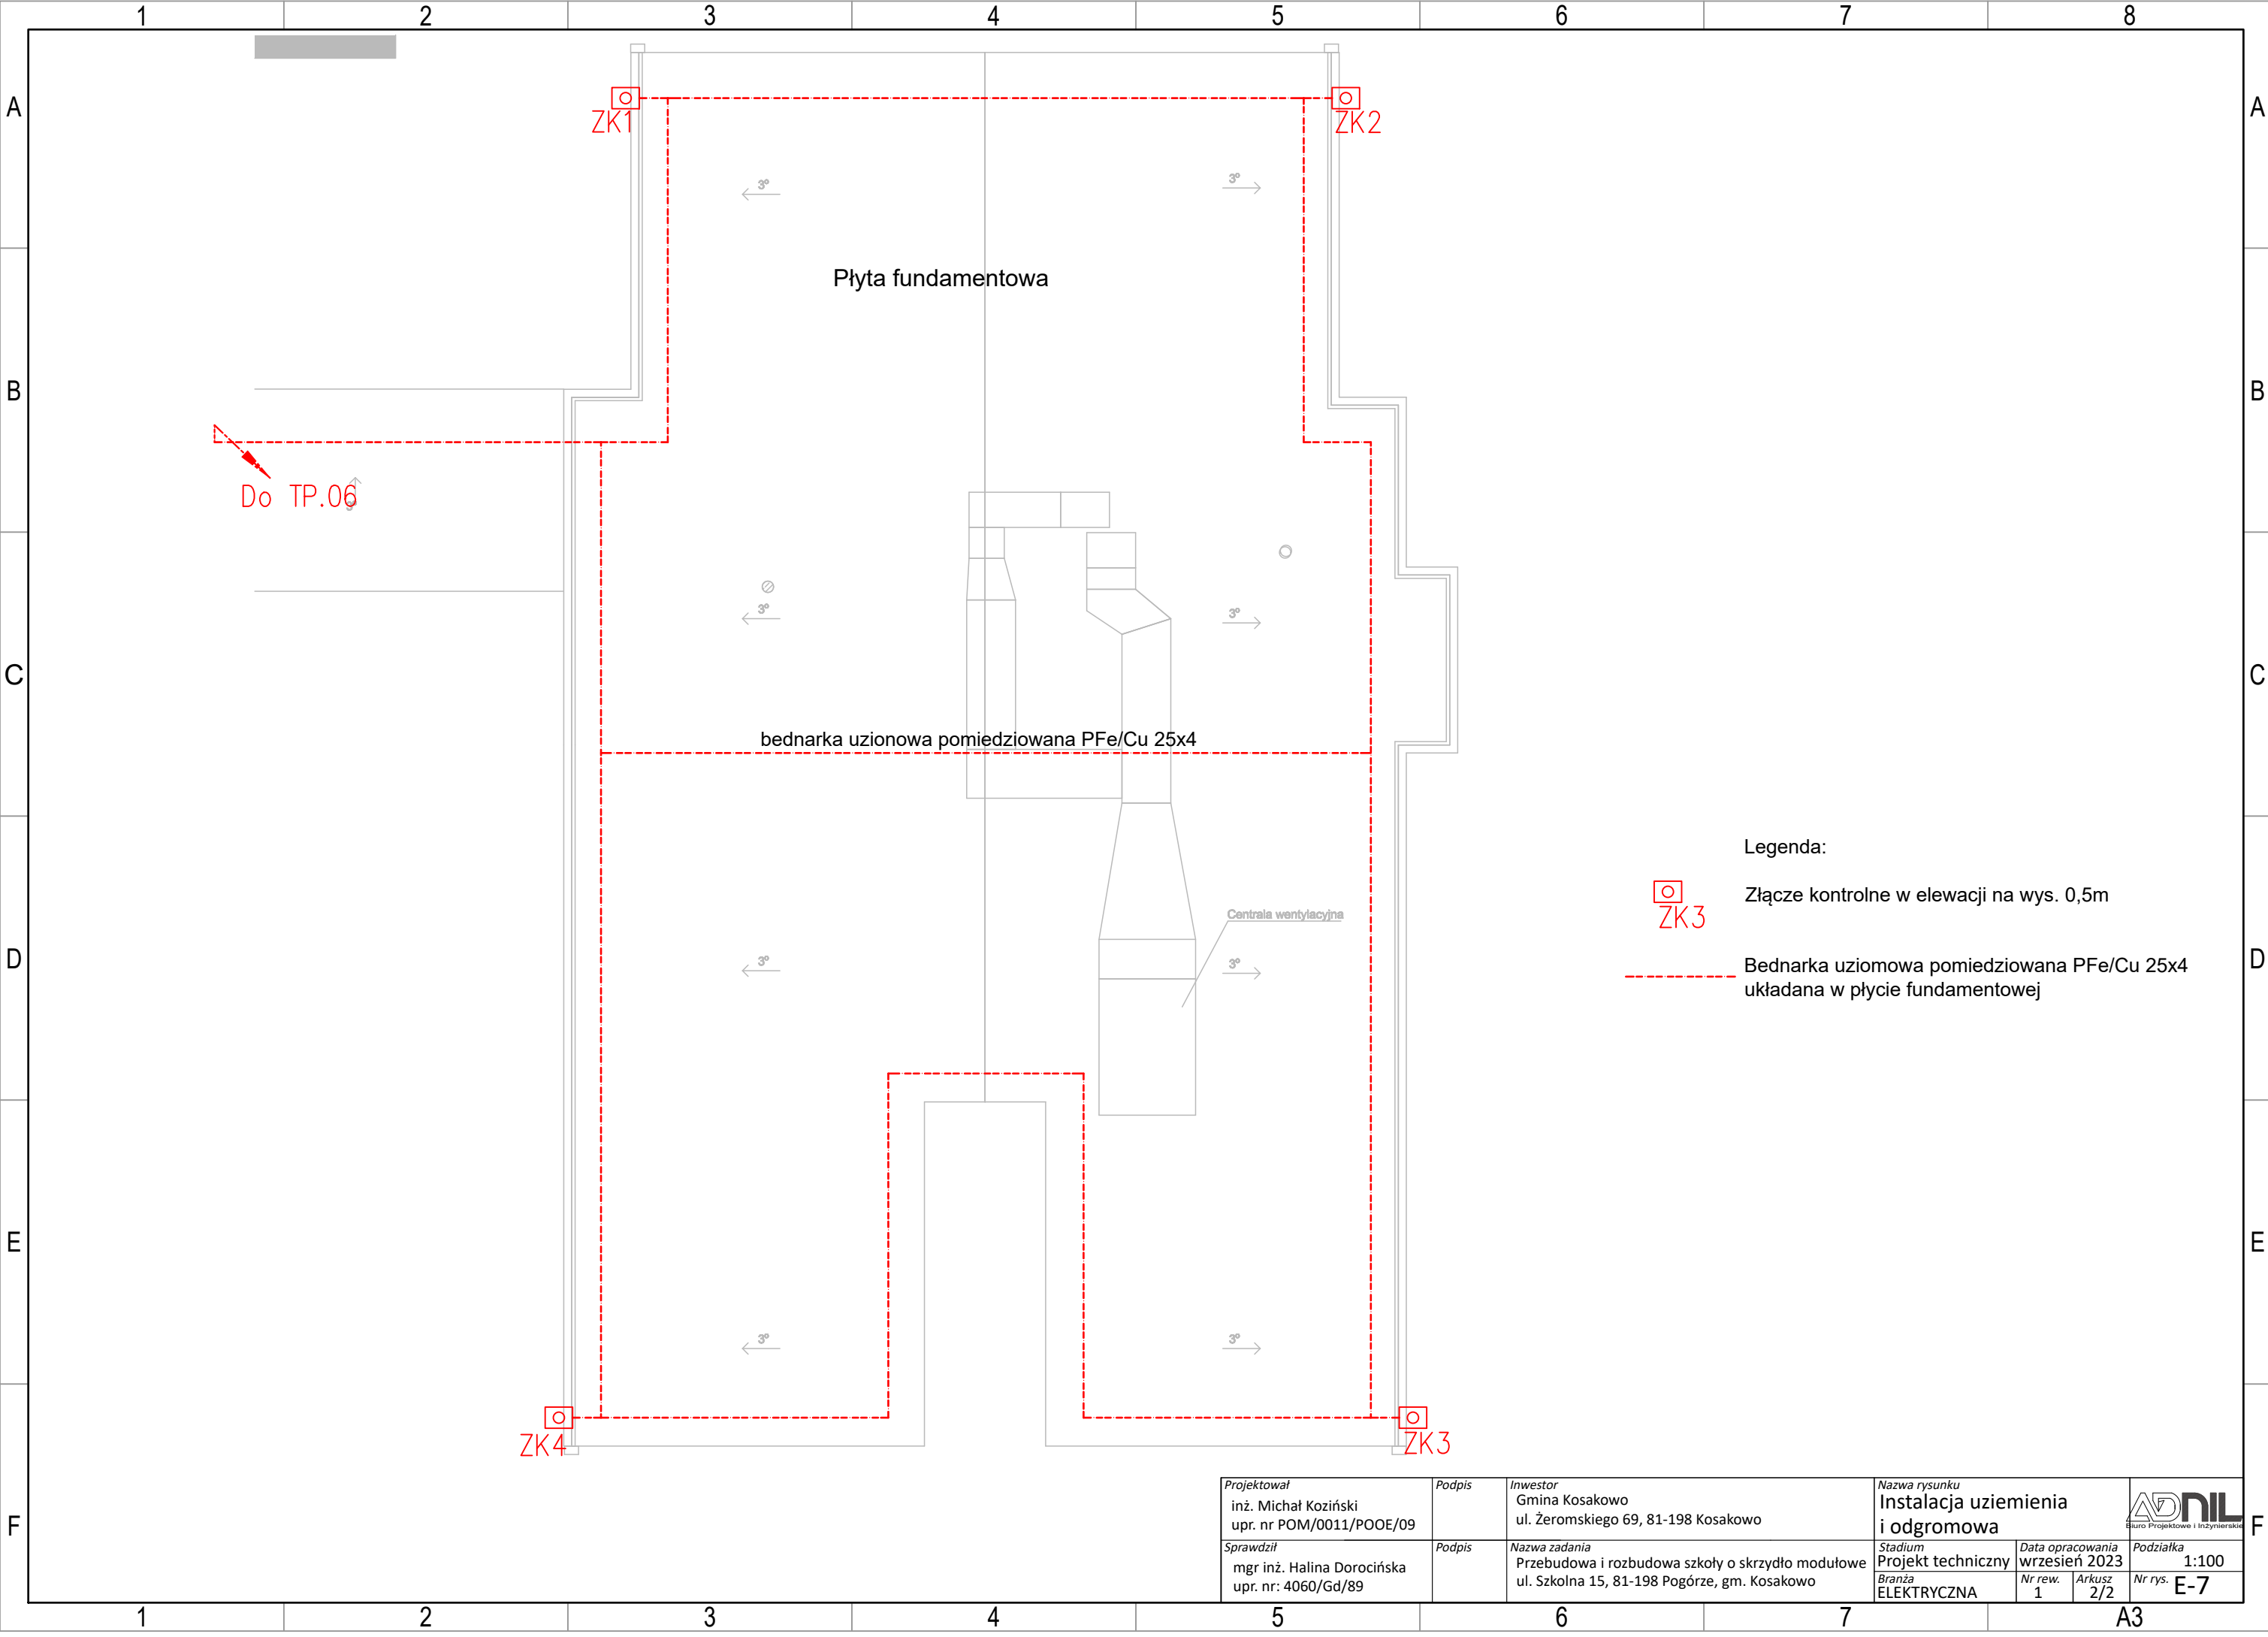 1 2 3 4 5 6 7 8
A A
ZK1 ZK2
3° 3°
Płyta fundamentowa
B B
Do TP.06
3°
3° 3°
C C
bednarka uzionowa pomiedziowana PFe/Cu 25x4
Legenda:
Złącze kontrolne w elewacji na wys. 0,5m
ZK3
Centrala wentylacyjna
D D
3° 3°
Bednarka uziomowa pomiedziowana PFe/Cu 25x4
układana w płycie fundamentowej
E E
3° 3°
ZK4 ZK3
F F
Projektował
inż. Michał Koziński
upr. nr POM/0011/POOE/09
Podpis
Inwestor
Gmina Kosakowo
ul. Żeromskiego 69, 81-198 Kosakowo
Nazwa rysunku
Instalacja uziemienia
i odgromowa
ADNIL
Biuro Projektowe i Inżynierskie
Sprawdził
mgr inż. Halina Dorocińska
upr. nr: 4060/Gd/89
Podpis
Nazwa zadania
Przebudowa i rozbudowa szkoły o skrzydło modułowe
ul. Szkolna 15, 81-198 Pogórze, gm. Kosakowo
Stadium
Projekt techniczny
Data opracowania
wrzesień 2023
Podziałka
1:100
Branża
ELEKTRYCZNA
Nr rew.
1
Arkusz
2/2
Nr rys. E-7
1 2 3 4 5 6 7 A3